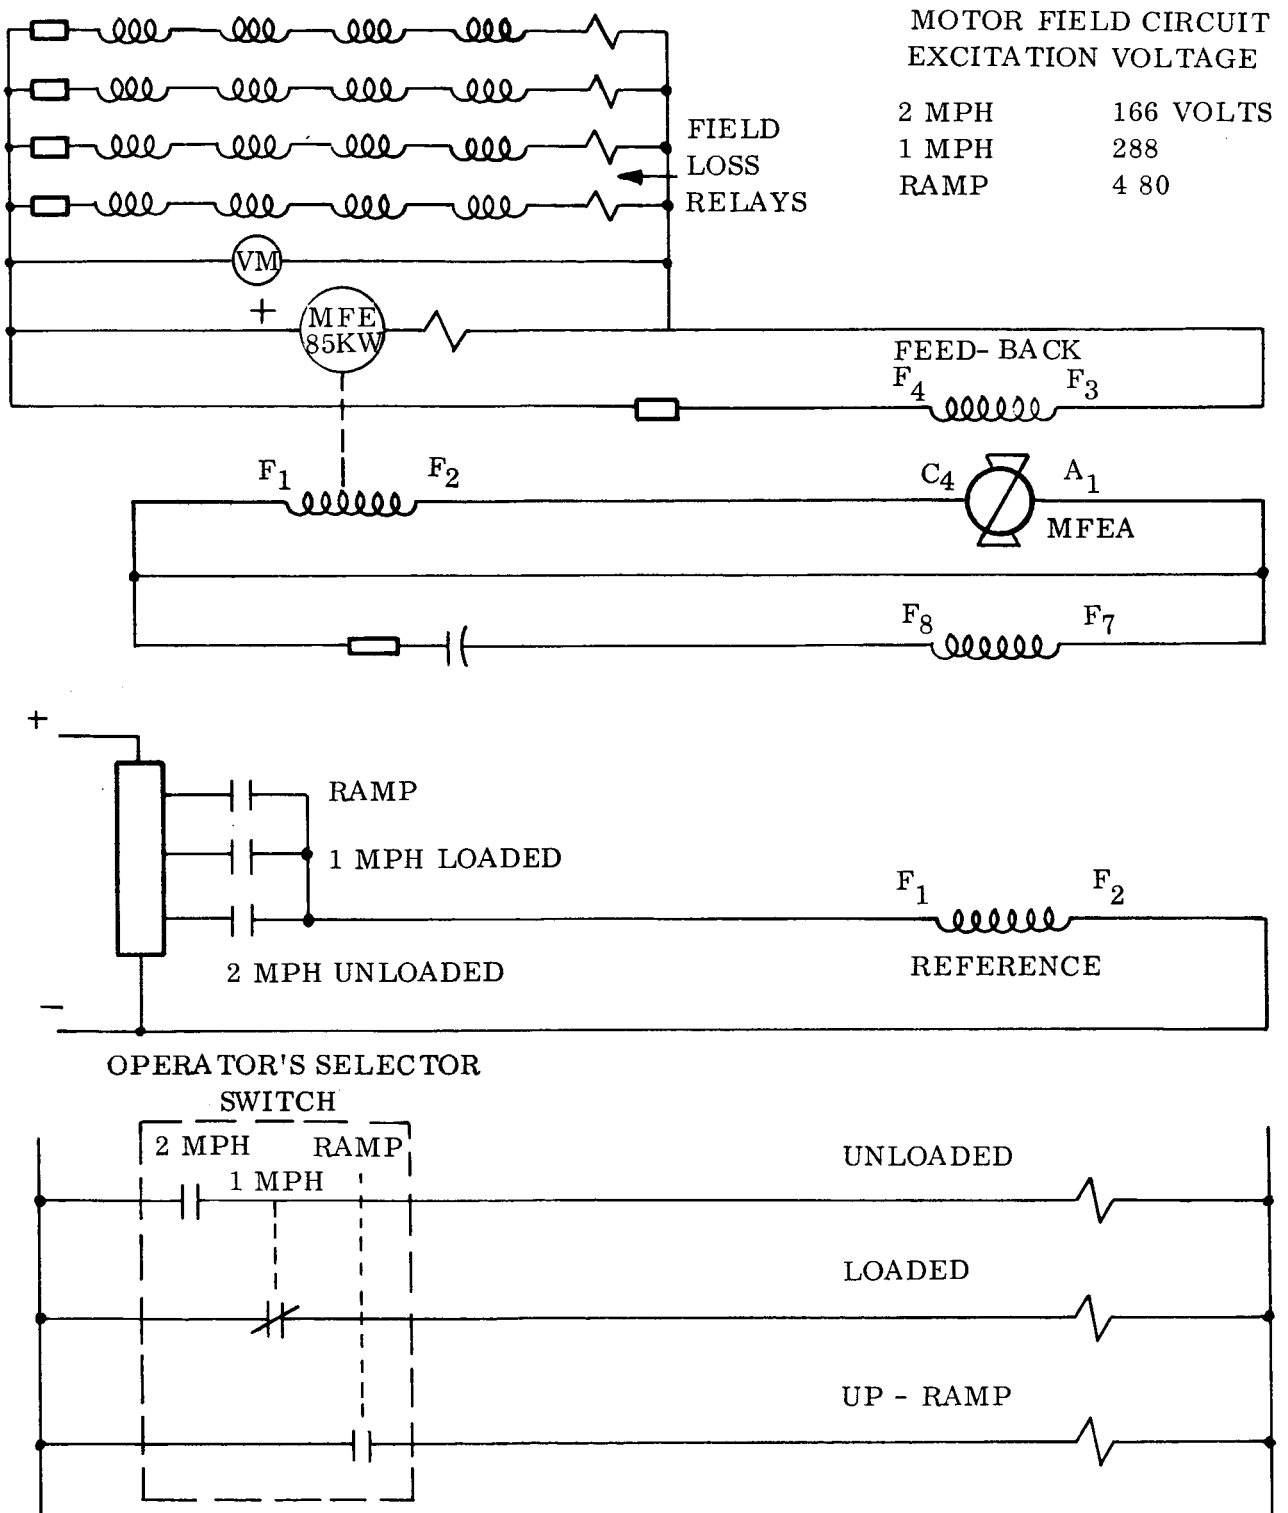 MOTOR FIELD CIRCUIT
EXCITATION VOLTAGE
2 MPH 166 VOLTS
1 MPH 288
RAMP 4 80
FIELD
LOSS
RELAYS
VM
+
MFE
85KW
FEED-BACK
F4 F3
F1 F2
C4 A1
MFEA
F8 F7
+
RAMP
1 MPH LOADED
F1 F2
2 MPH UNLOADED
REFERENCE
−
OPERATOR'S SELECTOR
SWITCH
2 MPH RAMP
1 MPH
UNLOADED
LOADED
UP - RAMP